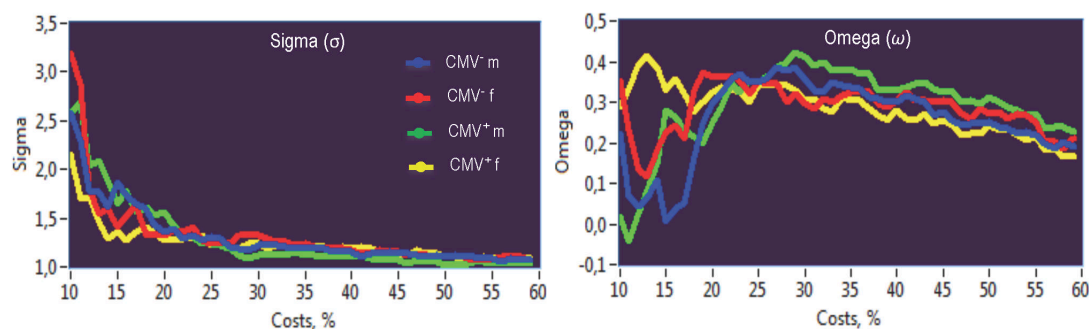 Sigma (σ)
3,5
3,0
2,5
2,0
1,5
1,0
Sigma
CMV⁻ m
CMV⁻ f
CMV⁺ m
CMV⁺ f
10 15 20 25 30 35 40 45 50 55 60
Costs, %
Omega (ω)
0,5
0,4
0,3
0,2
0,1
0,0
-0,1
Omega
10 15 20 25 30 35 40 45 50 55 60
Costs, %